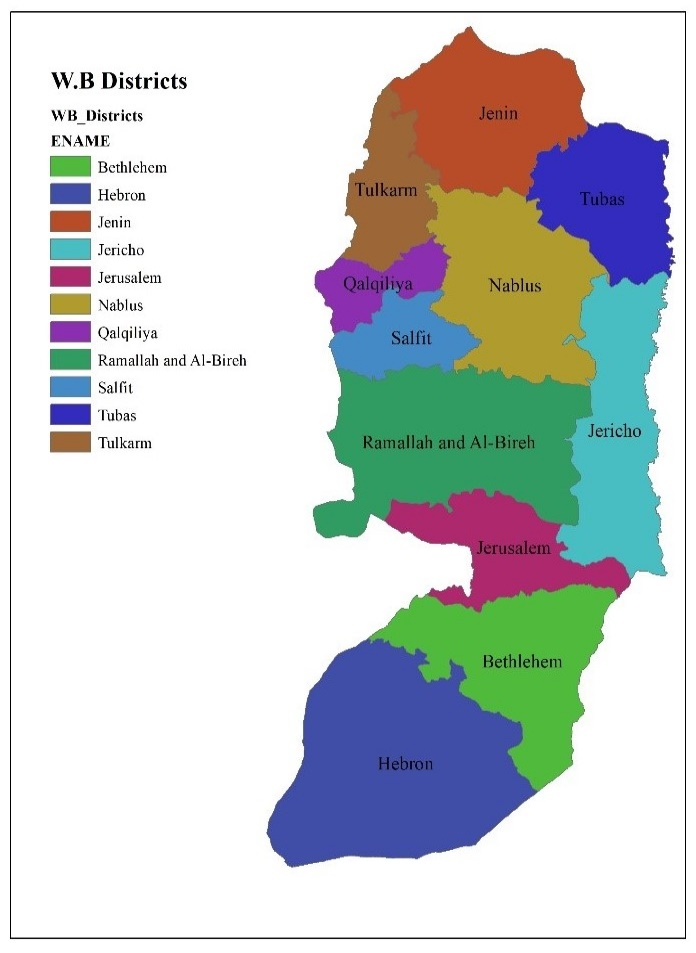 W.B Districts
WB_Districts
ENAME
Bethlehem
Hebron
Jenin
Jericho
Jerusalem
Nablus
Qalqiliya
Ramallah and Al-Bireh
Salfit
Tubas
Tulkarm
Jenin
Tulkarm
Tubas
Qalqiliya
Nablus
Salfit
Jericho
Ramallah and Al-Bireh
Jerusalem
Bethlehem
Hebron